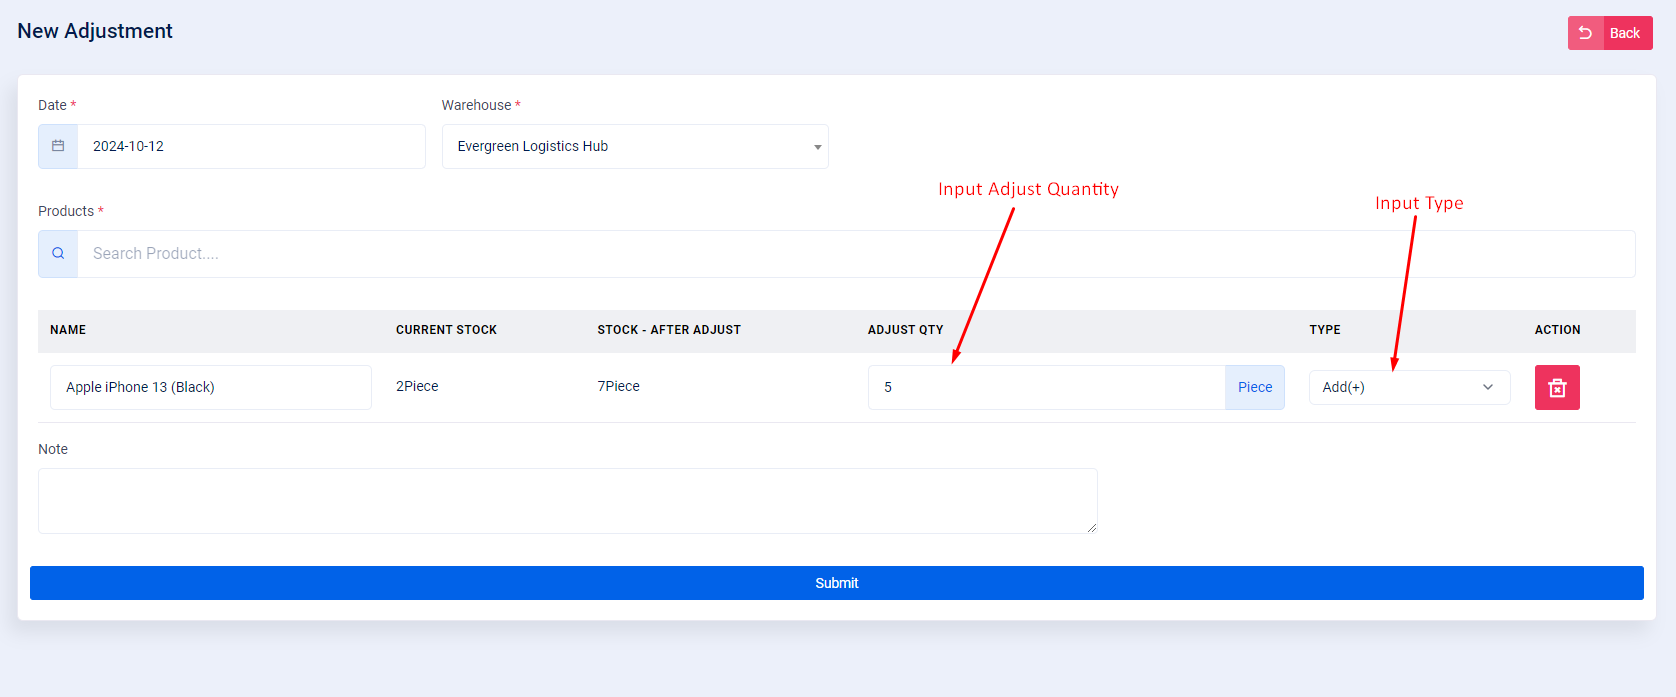 New Adjustment
Back
Date *
Warehouse *
2024-10-12
Evergreen Logistics Hub
Input Adjust Quantity
Input Type
Products *
Search Product....
NAME CURRENT STOCK STOCK - AFTER ADJUST ADJUST QTY TYPE ACTION
Apple iPhone 13 (Black) 2Piece 7Piece 5 Piece Add(+)
Note
Submit